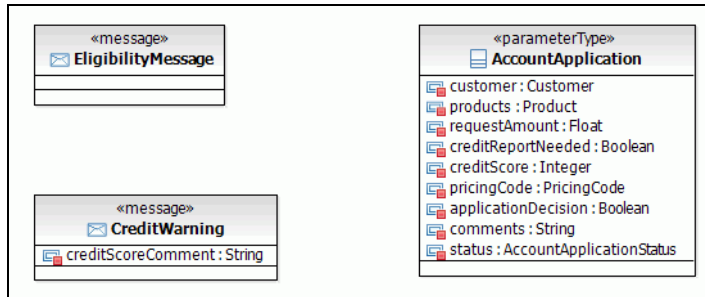 «message»
EligibilityMessage
«message»
CreditWarning
creditScoreComment : String
«parameterType»
AccountApplication
customer : Customer
products : Product
requestAmount : Float
creditReportNeeded : Boolean
creditScore : Integer
pricingCode : PricingCode
applicationDecision : Boolean
comments : String
status : AccountApplicationStatus